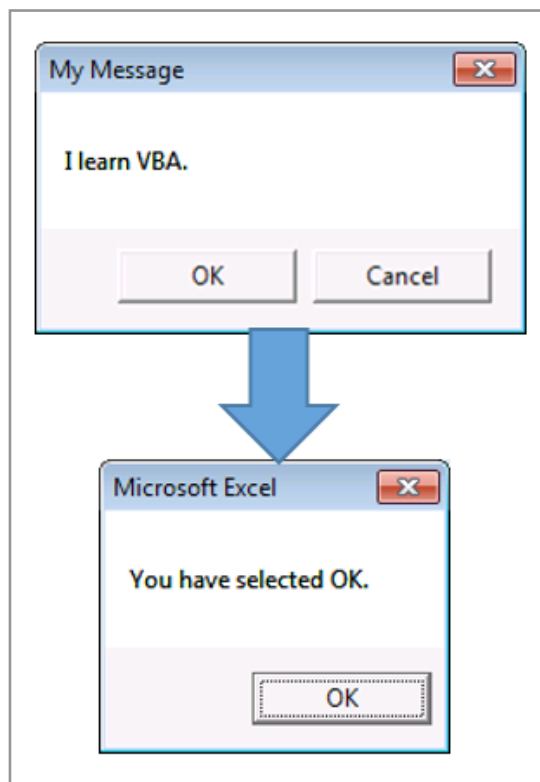 My Message
I learn VBA.
OK Cancel
Microsoft Excel
You have selected OK.
OK